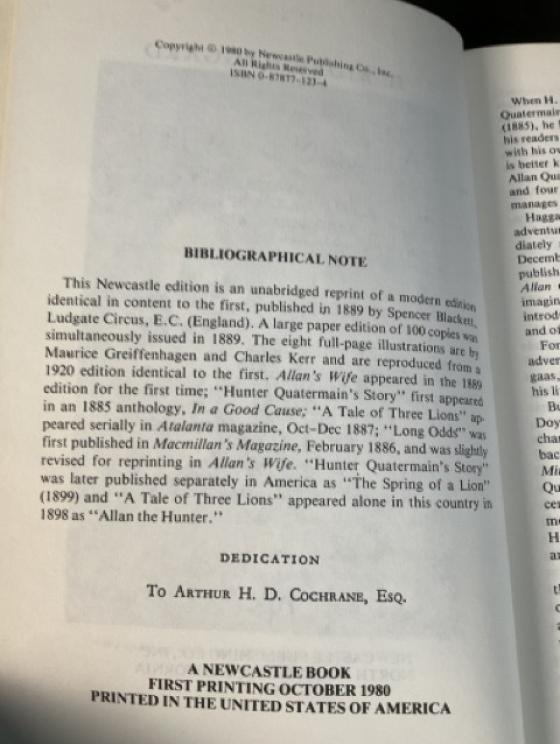 Copyright © 1980 by Newcastle Publishing Co., Inc.
All Rights Reserved
ISBN 0-87877-123-4
BIBLIOGRAPHICAL NOTE
This Newcastle edition is an unabridged reprint of a modern edition
identical in content to the first, published in 1889 by Spencer Blackett,
Ludgate Circus, E.C. (England). A large paper edition of 100 copies was
simultaneously issued in 1889. The eight full-page illustrations are by
Maurice Greiffenhagen and Charles Kerr and are reproduced from a
1920 edition identical to the first. Allan's Wife appeared in the 1889
edition for the first time; "Hunter Quatermain's Story" first appeared
in an 1885 anthology, In a Good Cause; "A Tale of Three Lions" ap-
peared serially in Atalanta magazine, Oct–Dec 1887; "Long Odds" was
first published in Macmillan's Magazine, February 1886, and was slightly
revised for reprinting in Allan's Wife. "Hunter Quatermain's Story"
was later published separately in America as "The Spring of a Lion"
(1899) and "A Tale of Three Lions" appeared alone in this country in
1898 as "Allan the Hunter."
DEDICATION
To ARTHUR H. D. COCHRANE, ESQ.
A NEWCASTLE BOOK
FIRST PRINTING OCTOBER 1980
PRINTED IN THE UNITED STATES OF AMERICA
When H.
Quatermain
(1885), he
his readers
with his ov
is better k
Allan Qua
and four
manages
Hagga
adventur
diately
Decemb
publish
Allan
imagin
introd
and of
For
adver
gaas,
his li
Doy
cha
bac
Mi
Qu
cer